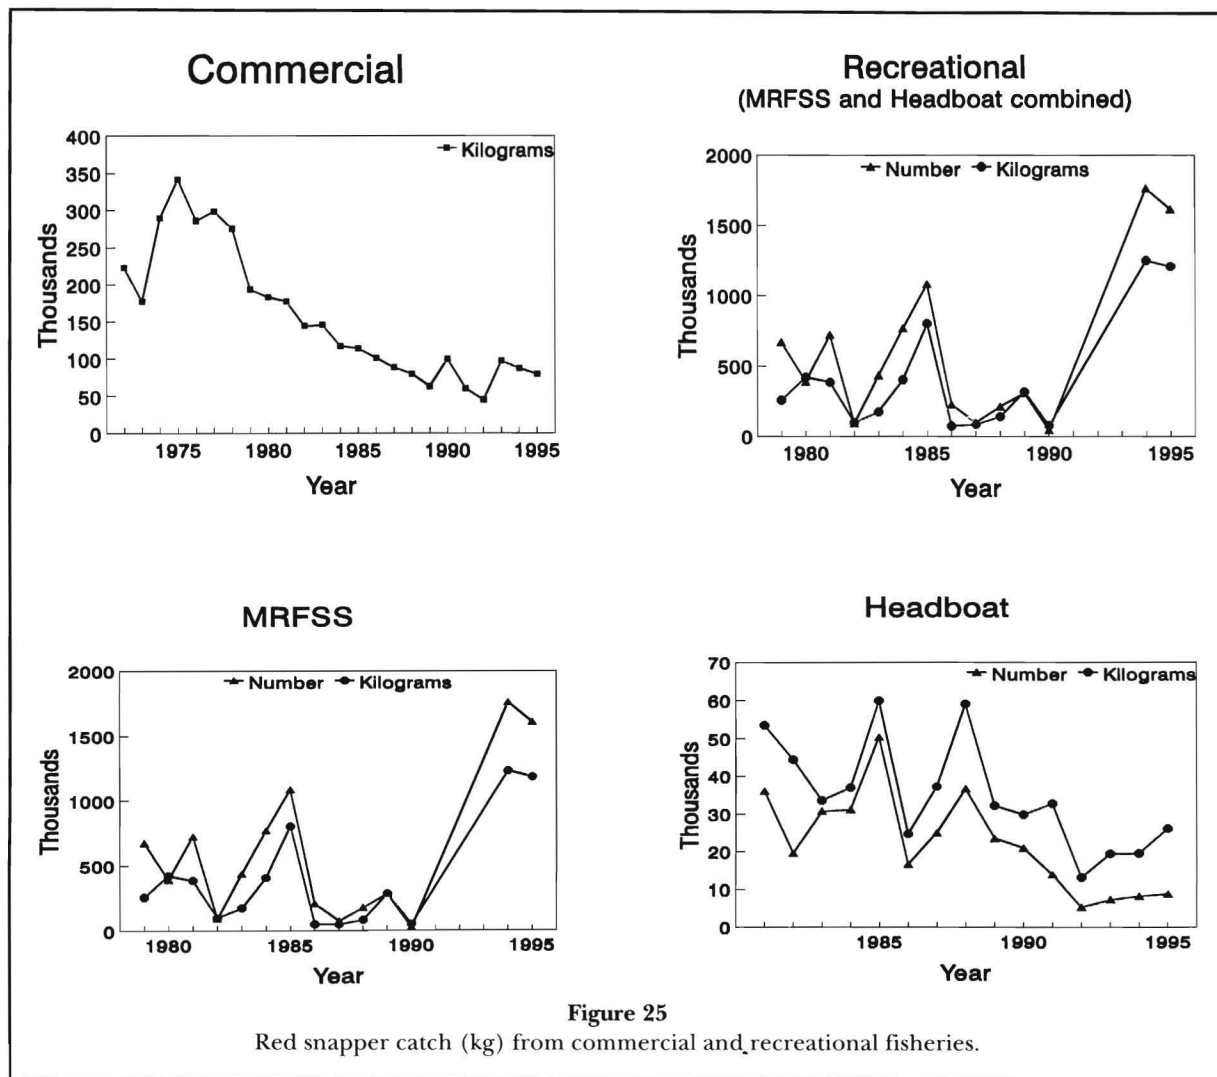 Commercial
400
350
300
250
200
150
100
50
0
Thousands
Kilograms
1975 1980 1985 1990 1995
Year
Recreational
(MRFSS and Headboat combined)
2000
1500
1000
500
0
Thousands
Number Kilograms
1980 1985 1990 1995
Year
MRFSS
2000
1500
1000
500
0
Thousands
Number Kilograms
1980 1985 1990 1995
Year
Headboat
70
60
50
40
30
20
10
0
Thousands
Number Kilograms
1985 1990 1995
Year
Figure 25
Red snapper catch (kg) from commercial and recreational fisheries.